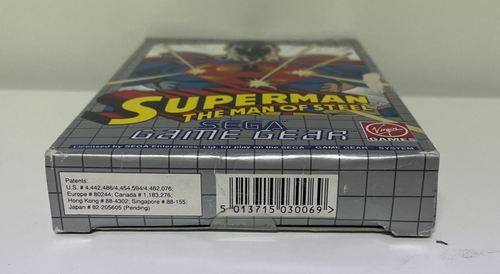 SUPERMAN
THE MAN OF STEEL
SEGA
GAME GEAR
Virgin
GAMES
Licensed by SEGA Enterprises, Ltd. for play on the SEGA GAME GEAR SYSTEM
Patents:
U.S. # 4,442,486/4,454,594/4,462,076;
Europe # 80244; Canada # 1,183,276;
Hong Kong # 88-4302; Singapore # 88-155;
Japan # 82-205605 (Pending)
5 013715 030069 >